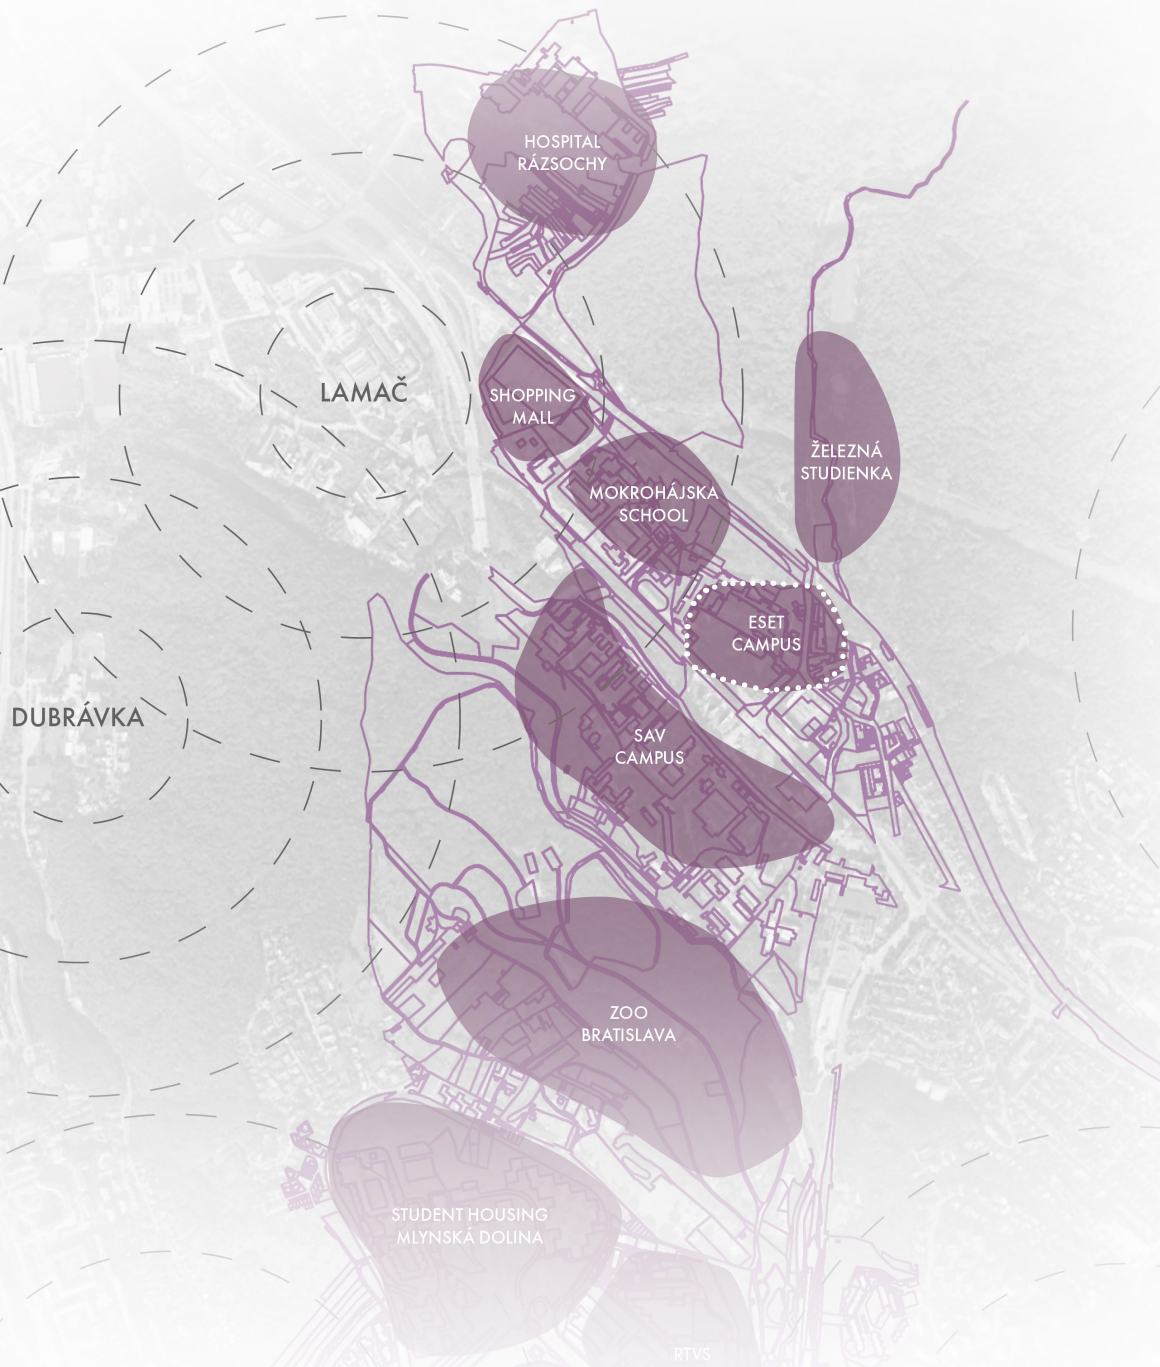 HOSPITAL
RÁZSOCHY
LAMAČ
SHOPPING
MALL
ŽELEZNÁ
STUDIENKA
MOKROHÁJSKA
SCHOOL
ESET
CAMPUS
DUBRÁVKA
SAV
CAMPUS
ZOO
BRATISLAVA
STUDENT HOUSING
MLYNSKÁ DOLINA
RTVS